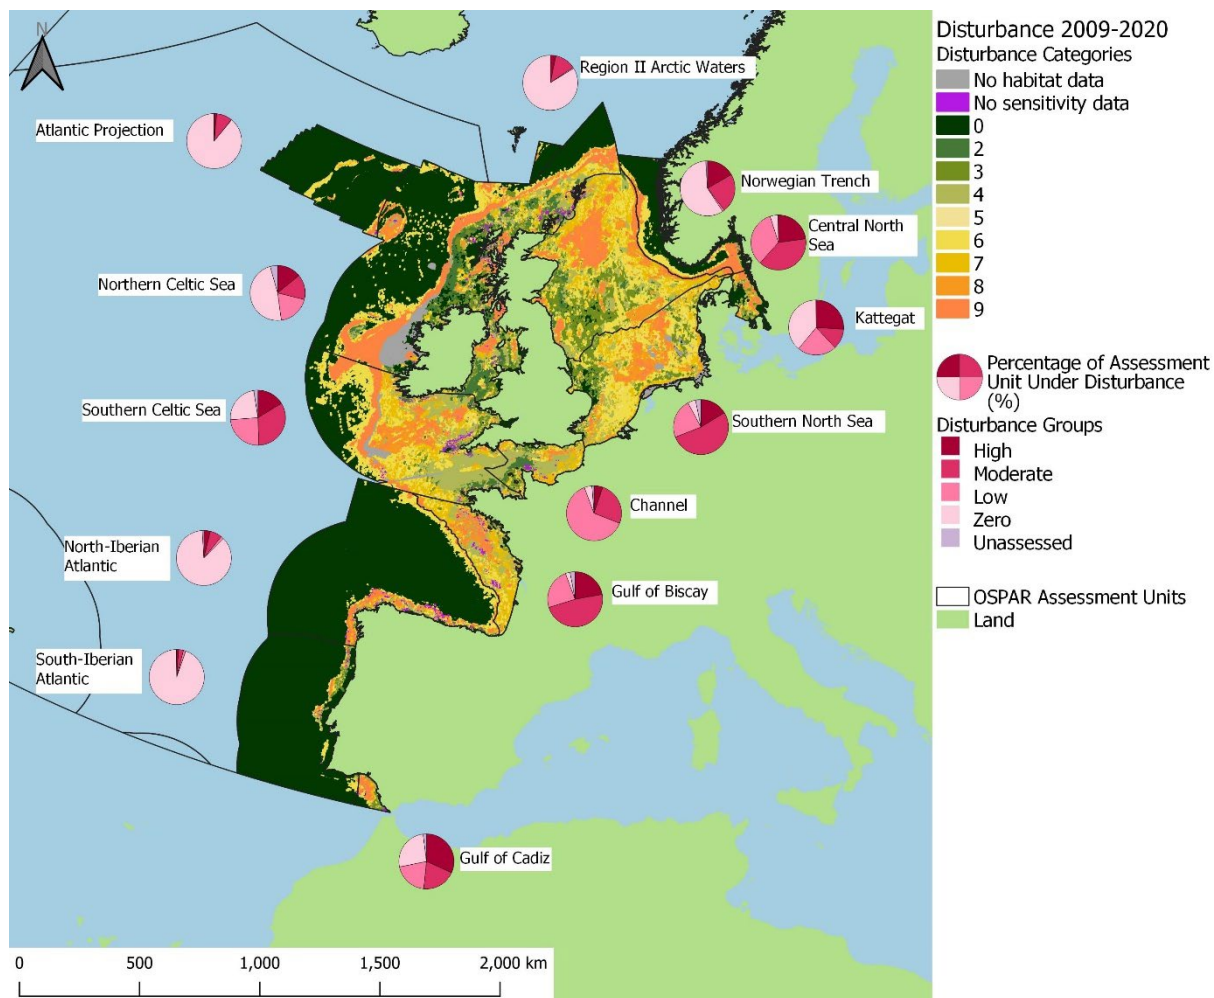 N
Region II Arctic Waters
Atlantic Projection
Norwegian Trench
Central North
Sea
Northern Celtic Sea
Kattegat
Southern Celtic Sea
Southern North Sea
Channel
North-Iberian
Atlantic
Gulf of Biscay
South-Iberian
Atlantic
Gulf of Cadiz
0 500 1,000 1,500 2,000 km
Disturbance 2009-2020
Disturbance Categories
No habitat data
No sensitivity data
0
2
3
4
5
6
7
8
9
Percentage of Assessment
Unit Under Disturbance
(%)
Disturbance Groups
High
Moderate
Low
Zero
Unassessed
OSPAR Assessment Units
Land